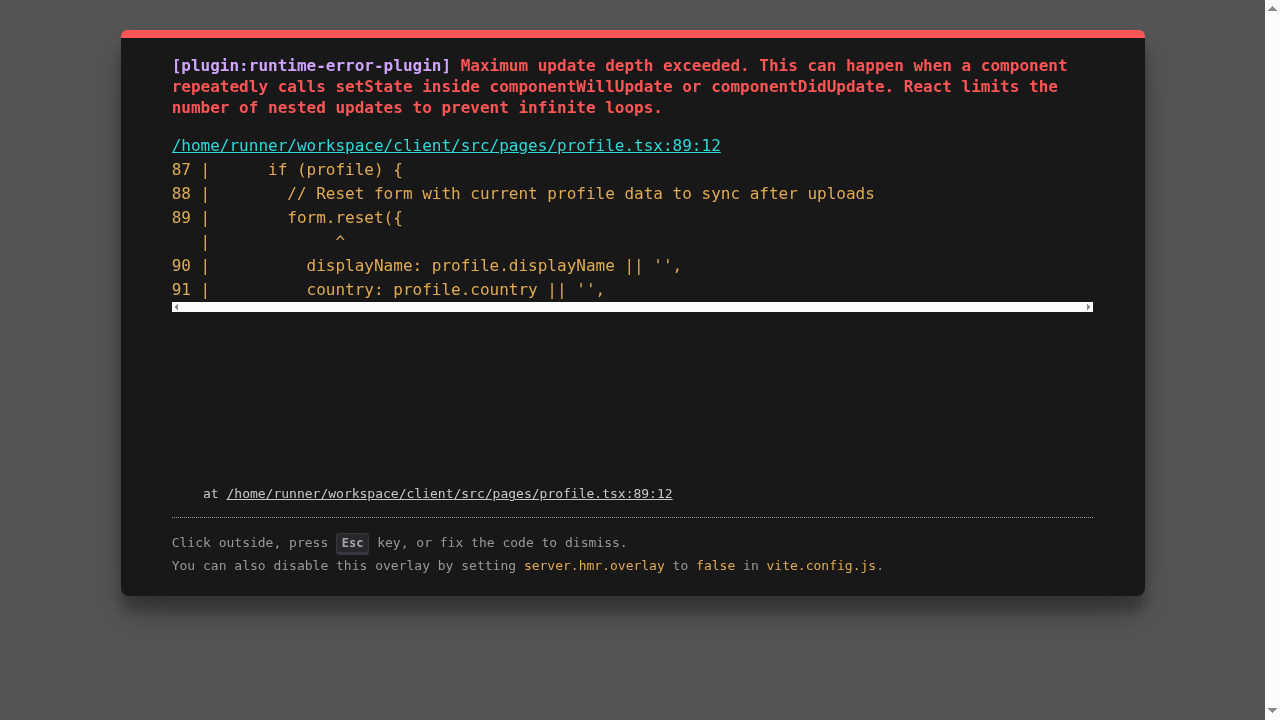 [plugin:runtime-error-plugin] Maximum update depth exceeded. This can happen when a component
repeatedly calls setState inside componentWillUpdate or componentDidUpdate. React limits the
number of nested updates to prevent infinite loops.
/home/runner/workspace/client/src/pages/profile.tsx:89:12
87 |      if (profile) {
88 |        // Reset form with current profile data to sync after uploads
89 |        form.reset({
   |             ^
90 |          displayName: profile.displayName || '',
91 |          country: profile.country || '',
at /home/runner/workspace/client/src/pages/profile.tsx:89:12
Click outside, press Esc key, or fix the code to dismiss.
You can also disable this overlay by setting server.hmr.overlay to false in vite.config.js.